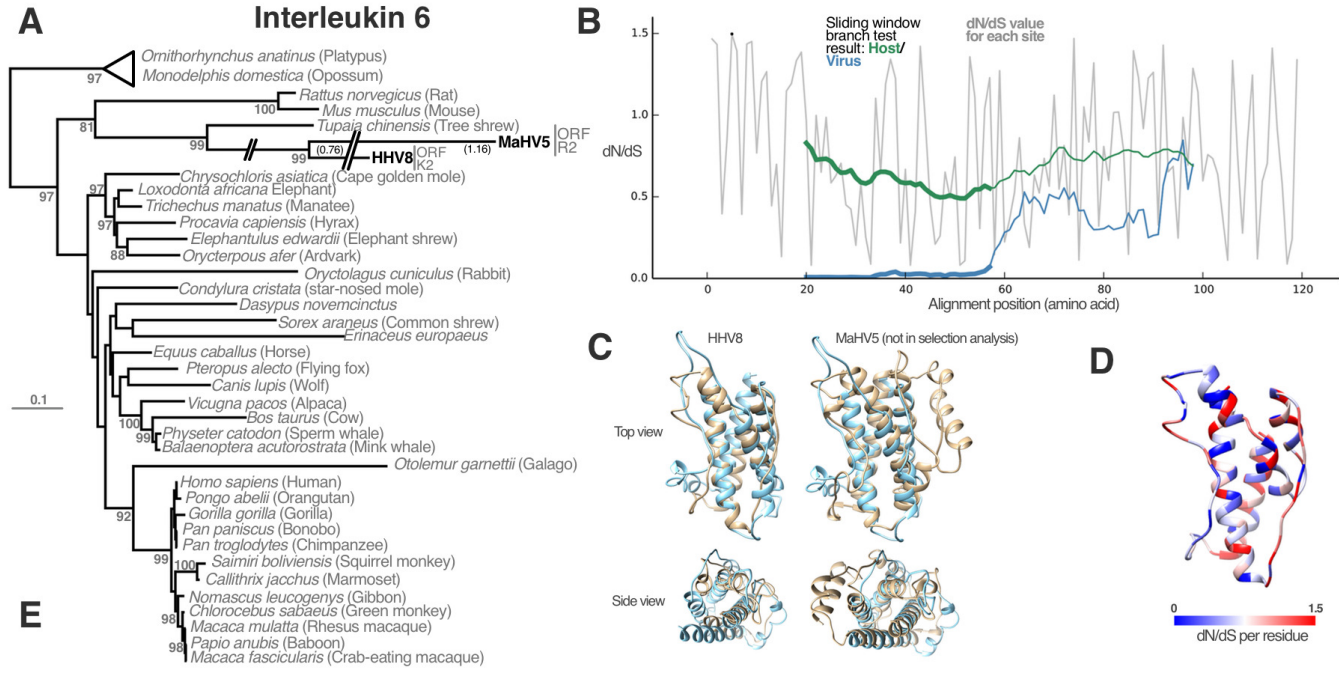 A
Interleukin 6
Ornithorhynchus anatinus (Platypus)
Monodelphis domestica (Opossum)
97
Rattus norvegicus (Rat)
100
Mus musculus (Mouse)
81
Tupaia chinensis (Tree shrew)
99
MaHV5
ORF
R2
(0.76)
(1.16)
99
HHV8
ORF
K2
97
Chrysochloris asiatica (Cape golden mole)
97
Loxodonta africana Elephant)
Trichechus manatus (Manatee)
97
Procavia capiensis (Hyrax)
Elephantulus edwardii (Elephant shrew)
88
Orycterpous afer (Ardvark)
Oryctolagus cuniculus (Rabbit)
Condylura cristata (star-nosed mole)
Dasypus novemcinctus
Sorex araneus (Common shrew)
Erinaceus europaeus
Equus caballus (Horse)
Pteropus alecto (Flying fox)
Canis lupis (Wolf)
0.1
Vicugna pacos (Alpaca)
100
Bos taurus (Cow)
99
Physeter catodon (Sperm whale)
Balaenoptera acutorostrata (Mink whale)
Otolemur garnettii (Galago)
92
Homo sapiens (Human)
Pongo abelii (Orangutan)
Gorilla gorilla (Gorilla)
Pan paniscus (Bonobo)
Pan troglodytes (Chimpanzee)
99
100
Saimiri boliviensis (Squirrel monkey)
Callithrix jacchus (Marmoset)
Nomascus leucogenys (Gibbon)
Chlorocebus sabaeus (Green monkey)
98
Macaca mulatta (Rhesus macaque)
Papio anubis (Baboon)
98
Macaca fascicularis (Crab-eating macaque)
E
B
Sliding window
branch test
result: Host/
Virus
dN/dS value
for each site
1.5
1.0
dN/dS
0.5
0.0
0 20 40 60 80 100 120
Alignment position (amino acid)
C
HHV8
MaHV5 (not in selection analysis)
Top view
Side view
D
0 1.5
dN/dS per residue